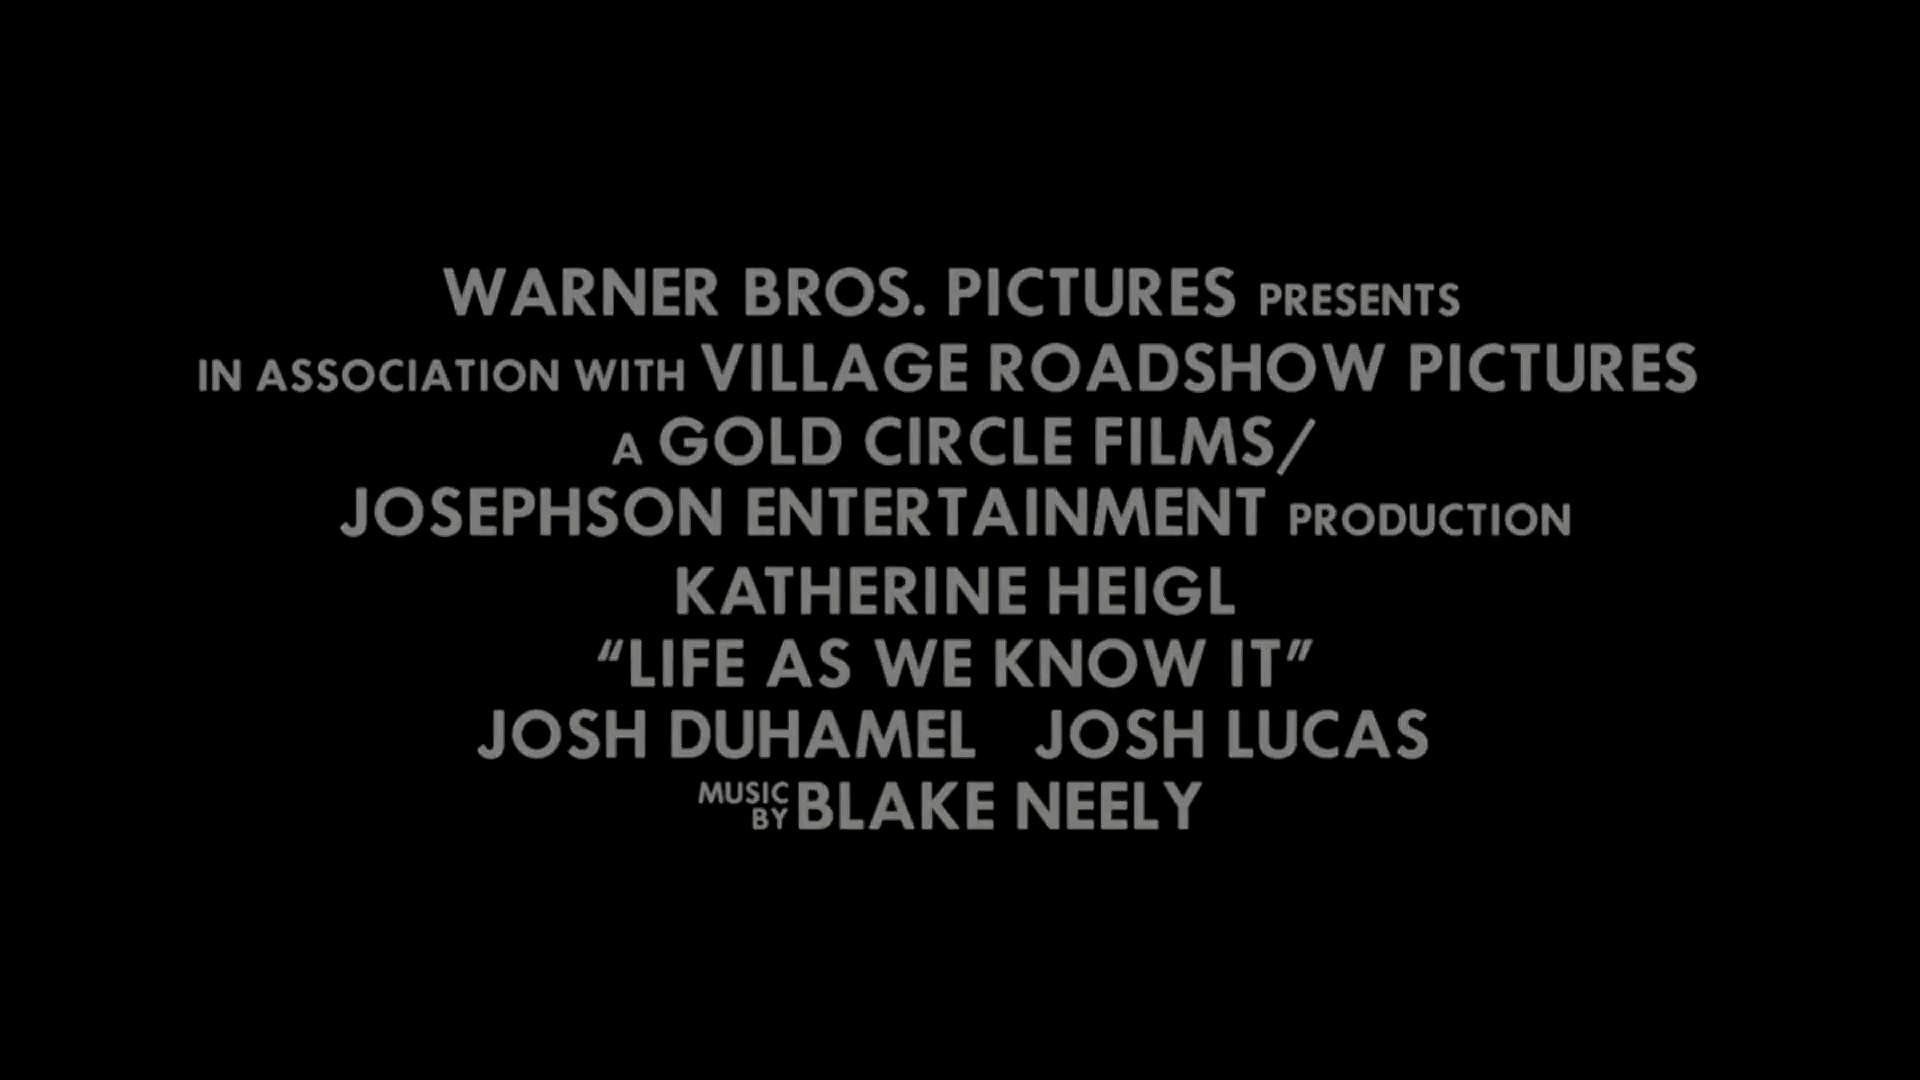 WARNER BROS. PICTURES PRESENTS
IN ASSOCIATION WITH VILLAGE ROADSHOW PICTURES
A GOLD CIRCLE FILMS/
JOSEPHSON ENTERTAINMENT PRODUCTION
KATHERINE HEIGL
“LIFE AS WE KNOW IT”
JOSH DUHAMEL JOSH LUCAS
MUSIC BY BLAKE NEELY